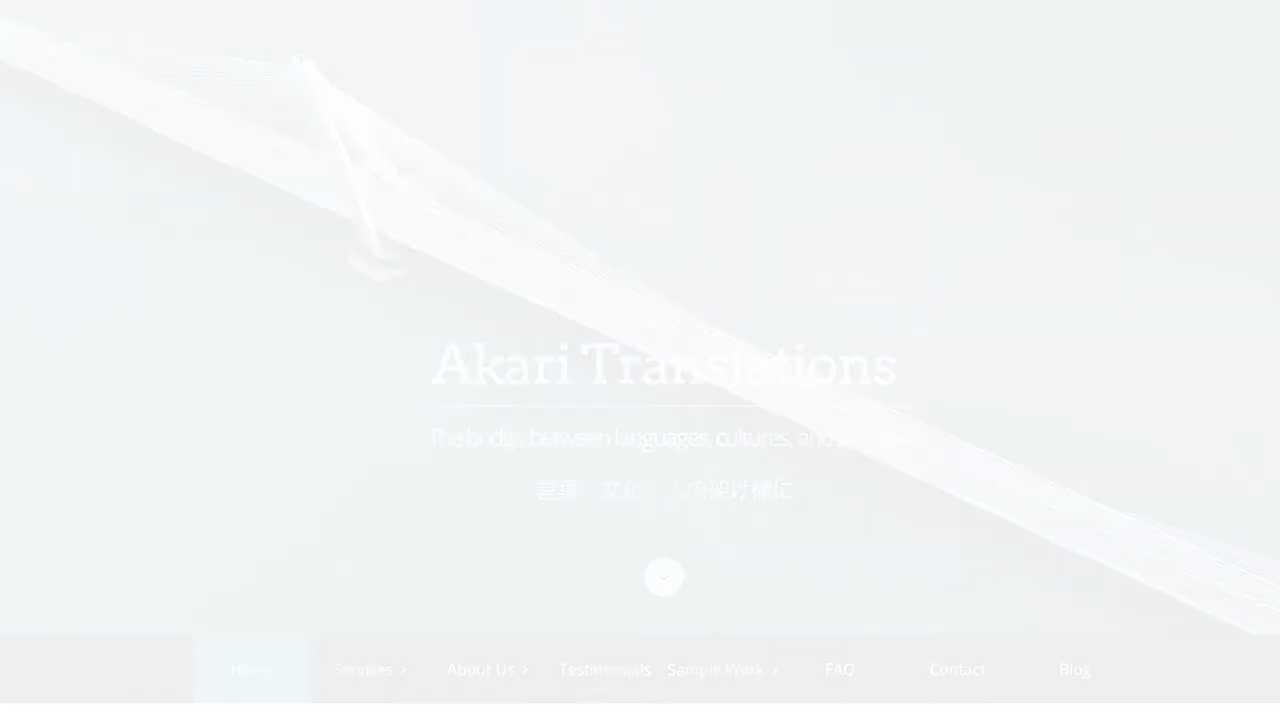 Akari Translations
The bridge between languages, cultures, and
言葉 文化 人の架け橋に
Home
Services
About Us
Testimonials
Sample Work
FAQ
Contact
Blog